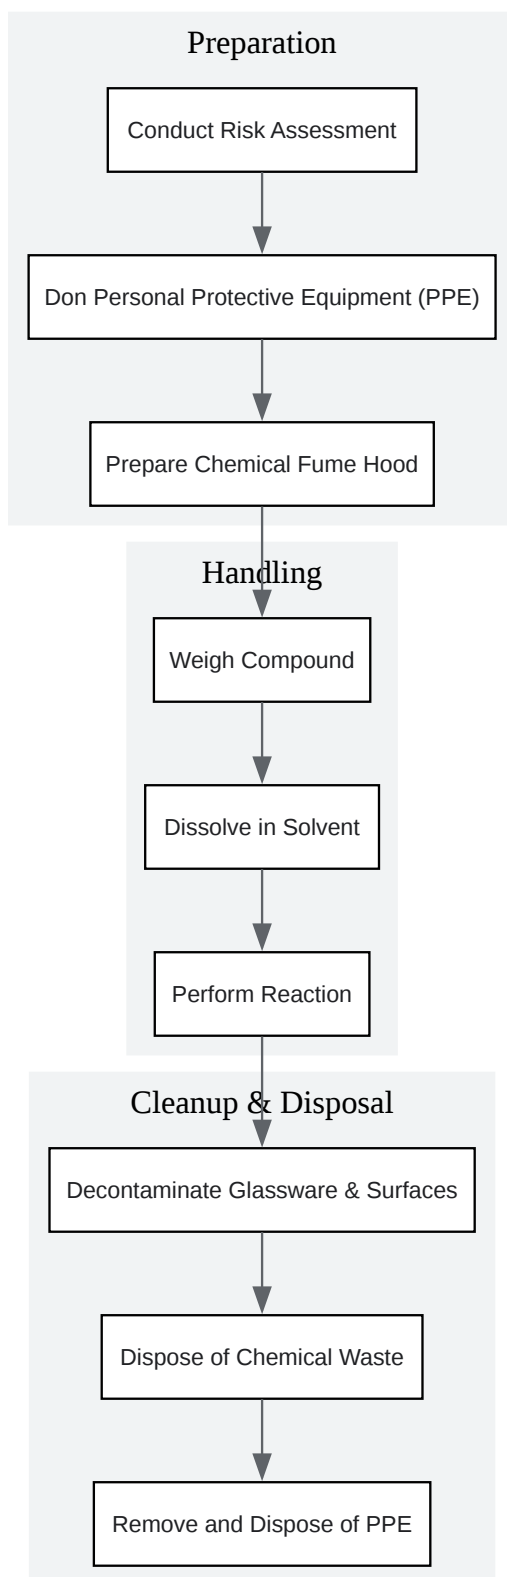 Preparation
Conduct Risk Assessment
Don Personal Protective Equipment (PPE)
Prepare Chemical Fume Hood
Handling
Weigh Compound
Dissolve in Solvent
Perform Reaction
Cleanup & Disposal
Decontaminate Glassware & Surfaces
Dispose of Chemical Waste
Remove and Dispose of PPE